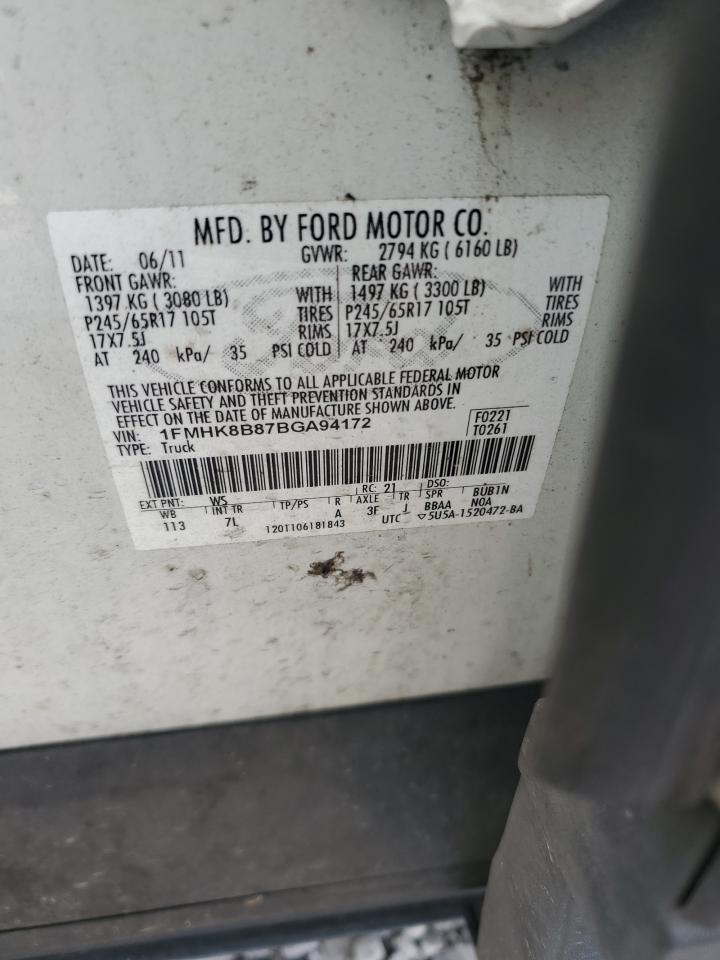 MFD. BY FORD MOTOR CO.
DATE: 06/11 GVWR: 2794 KG ( 6160 LB)
FRONT GAWR: REAR GAWR:
1397 KG ( 3080 LB) WITH 1497 KG ( 3300 LB) WITH
P245/65R17 105T TIRES P245/65R17 105T TIRES
17X7.5J RIMS 17X7.5J RIMS
AT 240 kPa/ 35 PSI COLD AT 240 kPa/ 35 PSI COLD
THIS VEHICLE CONFORMS TO ALL APPLICABLE FEDERAL MOTOR
VEHICLE SAFETY AND THEFT PREVENTION STANDARDS IN
EFFECT ON THE DATE OF MANUFACTURE SHOWN ABOVE.
VIN: 1FMHK8B87BGA94172 F0221
TYPE: Truck T0261
EXT PNT: WS RC: 21 DSO:
WB INT TR TP/PS R AXLE TR SPR BUB1N
113 7L A 3F J BBAA N0A
120T106181843 UTC ▽5U5A-1520472-BA